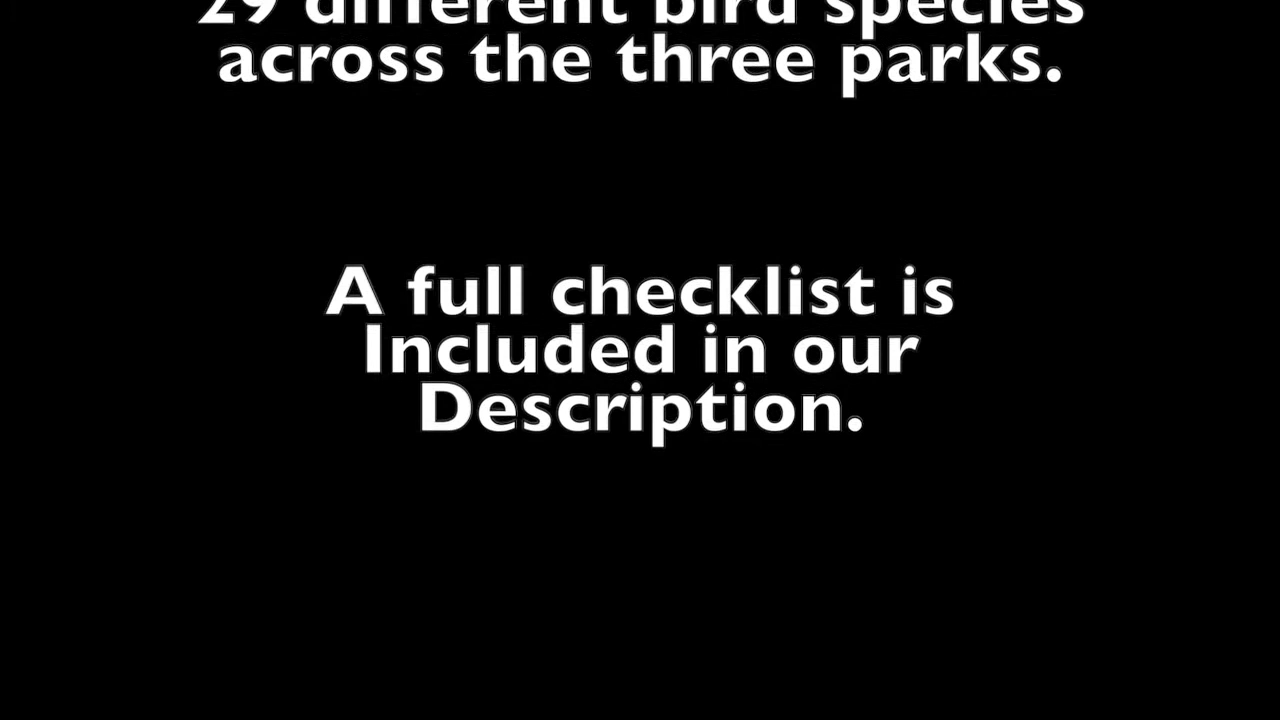 29 different bird species
across the three parks.
A full checklist is
Included in our
Description.